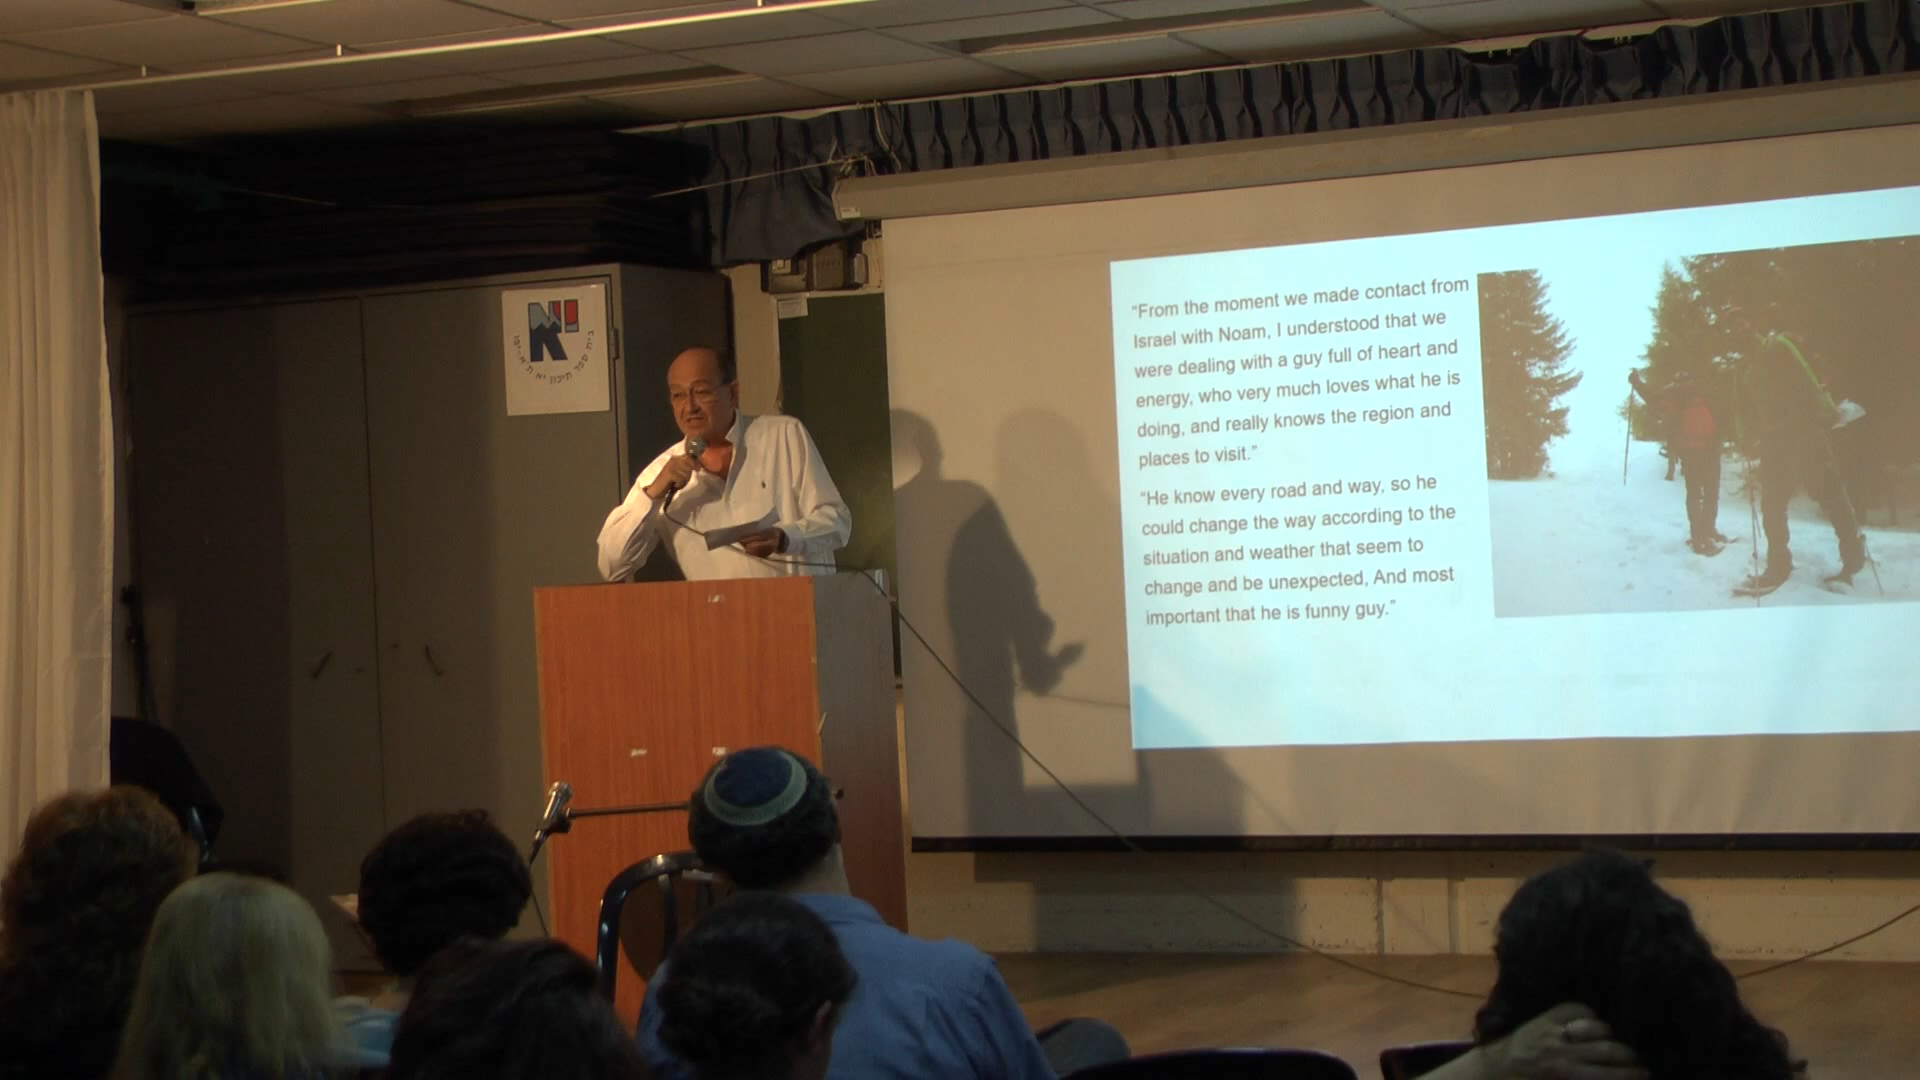 "From the moment we made contact from
Israel with Noam, I understood that we
were dealing with a guy full of heart and
energy, who very much loves what he is
doing, and really knows the region and
places to visit."
"He know every road and way, so he
could change the way according to the
situation and weather that seem to
change and be unexpected, And most
important that he is funny guy."